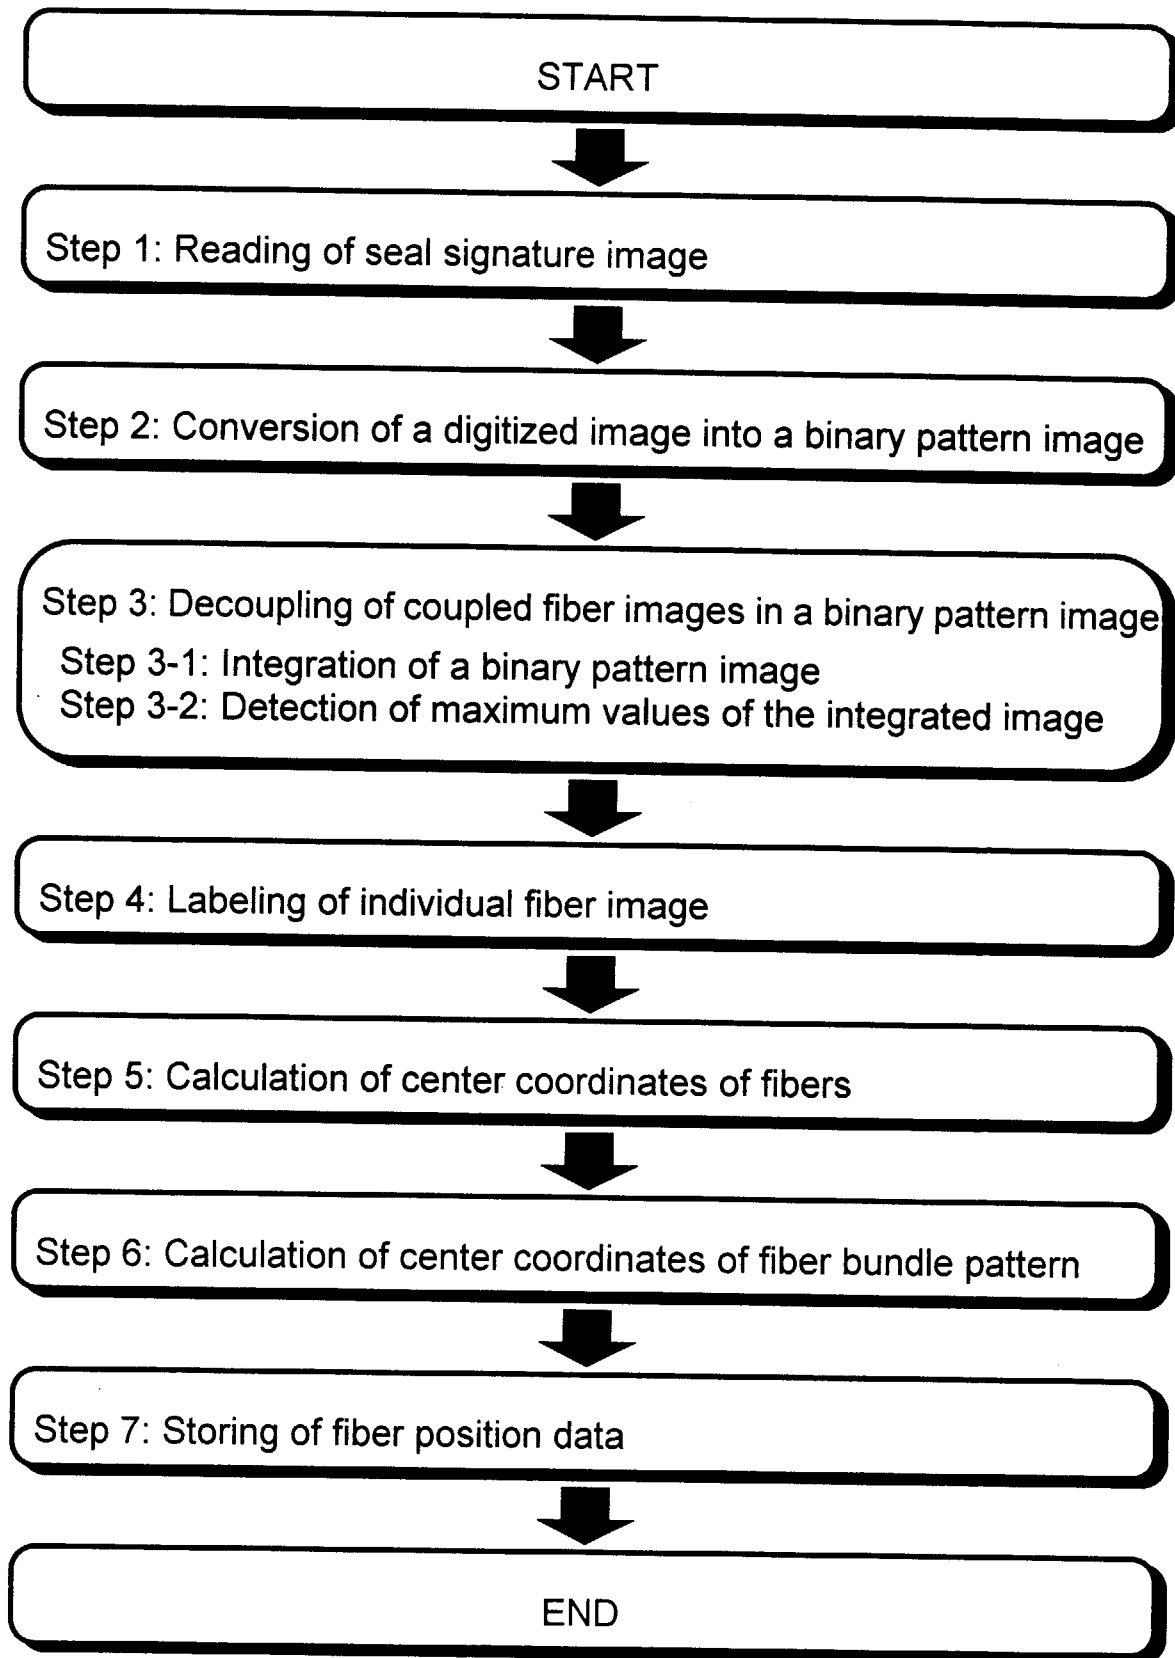 START
Step 1: Reading of seal signature image
Step 2: Conversion of a digitized image into a binary pattern image
Step 3: Decoupling of coupled fiber images in a binary pattern image
Step 3-1: Integration of a binary pattern image
Step 3-2: Detection of maximum values of the integrated image
Step 4: Labeling of individual fiber image
Step 5: Calculation of center coordinates of fibers
Step 6: Calculation of center coordinates of fiber bundle pattern
Step 7: Storing of fiber position data
END